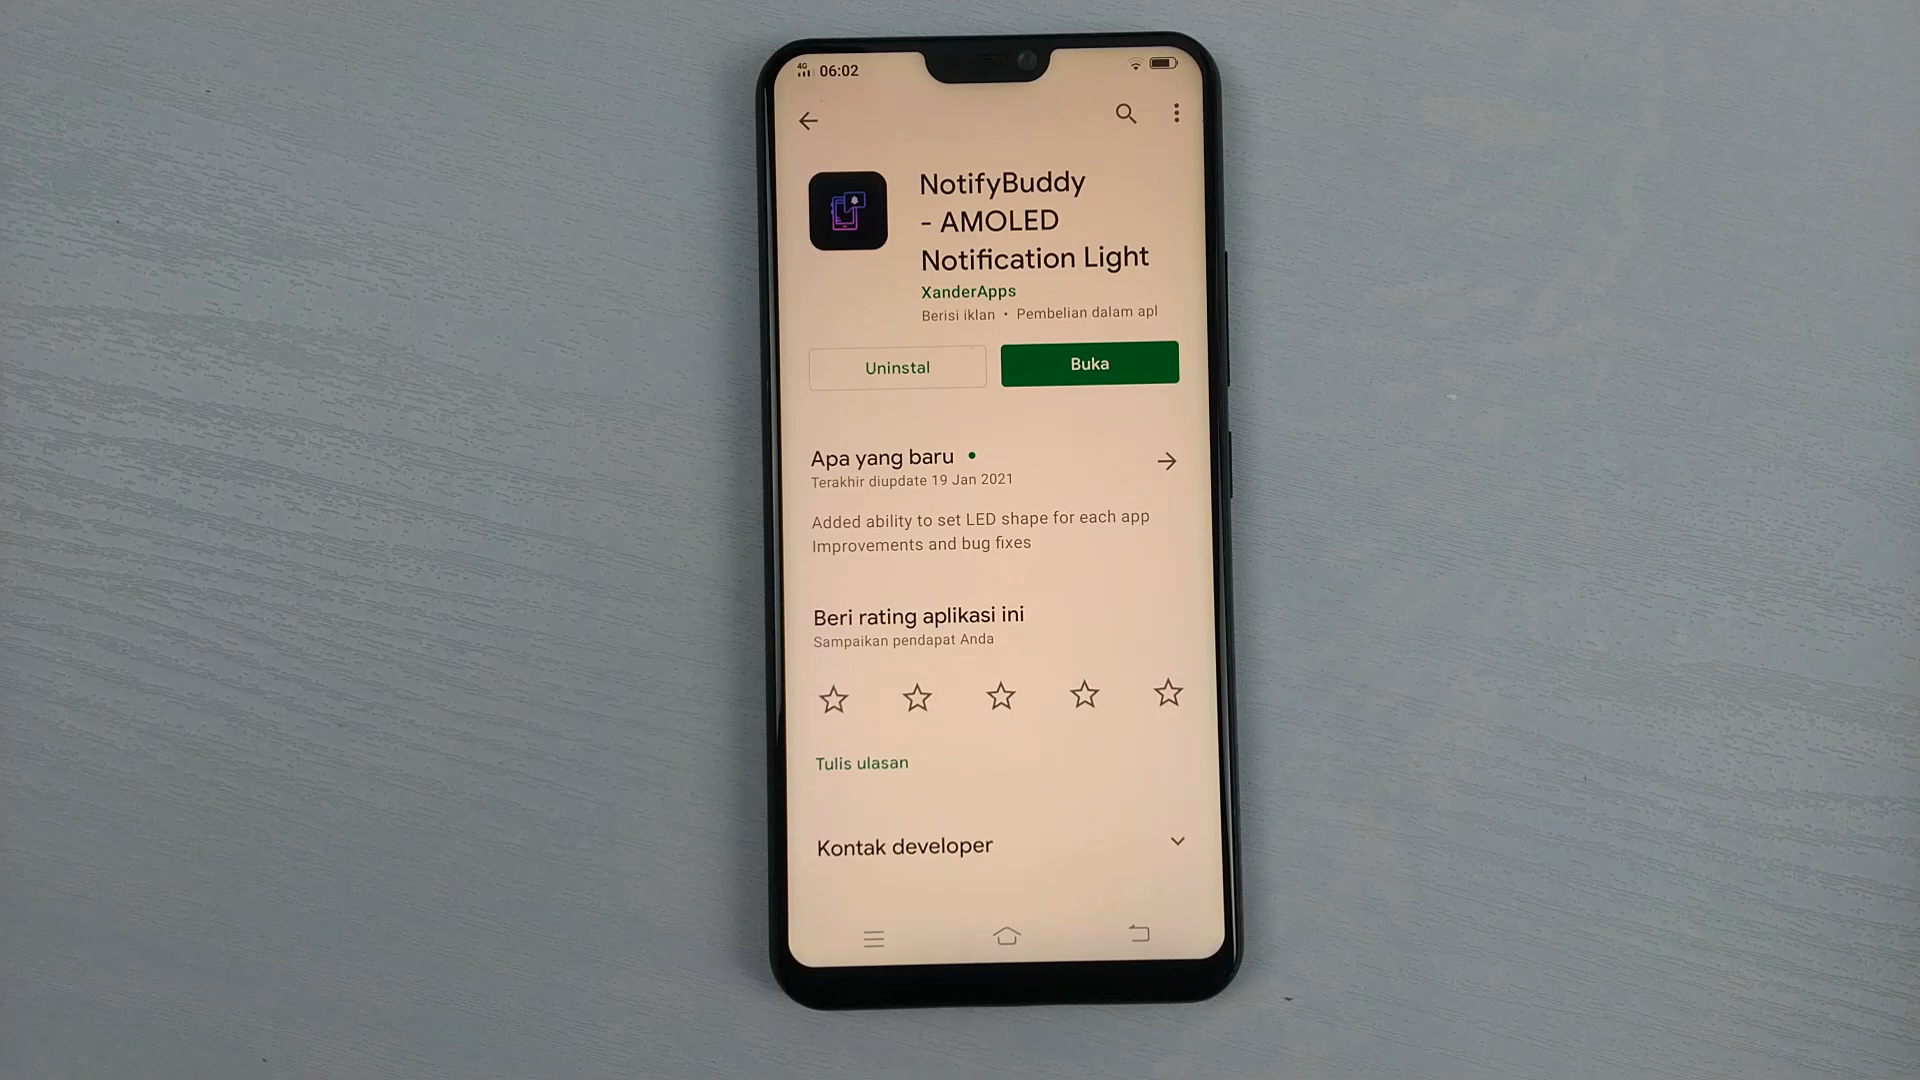 4G 06:02
NotifyBuddy
- AMOLED
Notification Light
XanderApps
Berisi iklan • Pembelian dalam apl
Uninstal
Buka
Apa yang baru •
Terakhir diupdate 19 Jan 2021
Added ability to set LED shape for each app
Improvements and bug fixes
Beri rating aplikasi ini
Sampaikan pendapat Anda
Tulis ulasan
Kontak developer